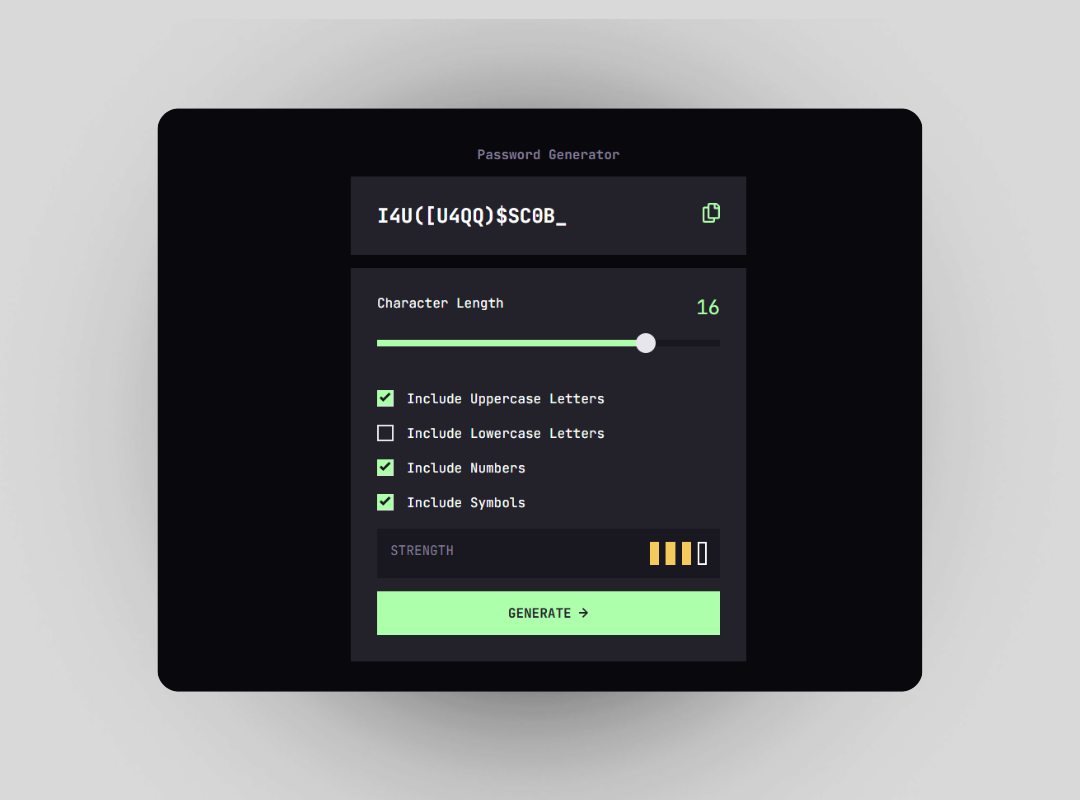 Password Generator
I4U([U4QQ)$SC0B_
Character Length
16
Include Uppercase Letters
Include Lowercase Letters
Include Numbers
Include Symbols
STRENGTH
GENERATE →